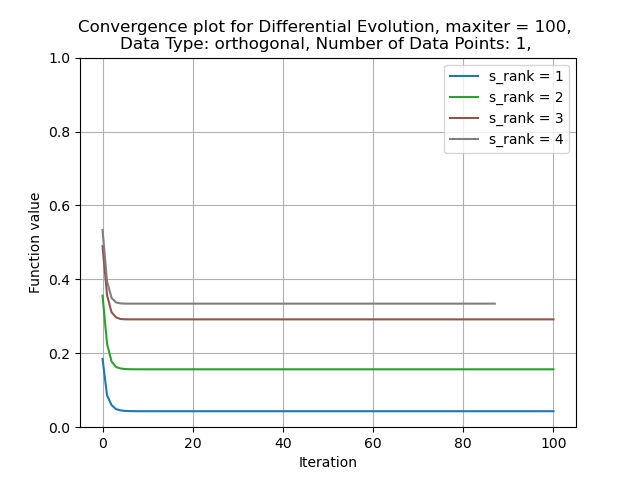 Convergence plot for Differential Evolution, maxiter = 100,
Data Type: orthogonal, Number of Data Points: 1,
1.0
0.8
0.6
0.4
0.2
0.0
Function value
s_rank = 1
s_rank = 2
s_rank = 3
s_rank = 4
0 20 40 60 80 100
Iteration